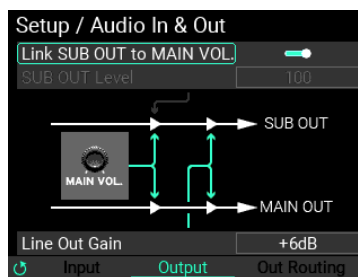 Setup / Audio In & Out
Link SUB OUT to MAIN VOL.
SUB OUT Level 100
SUB OUT
MAIN VOL.
MAIN OUT
Line Out Gain +6dB
Input Output Out Routing